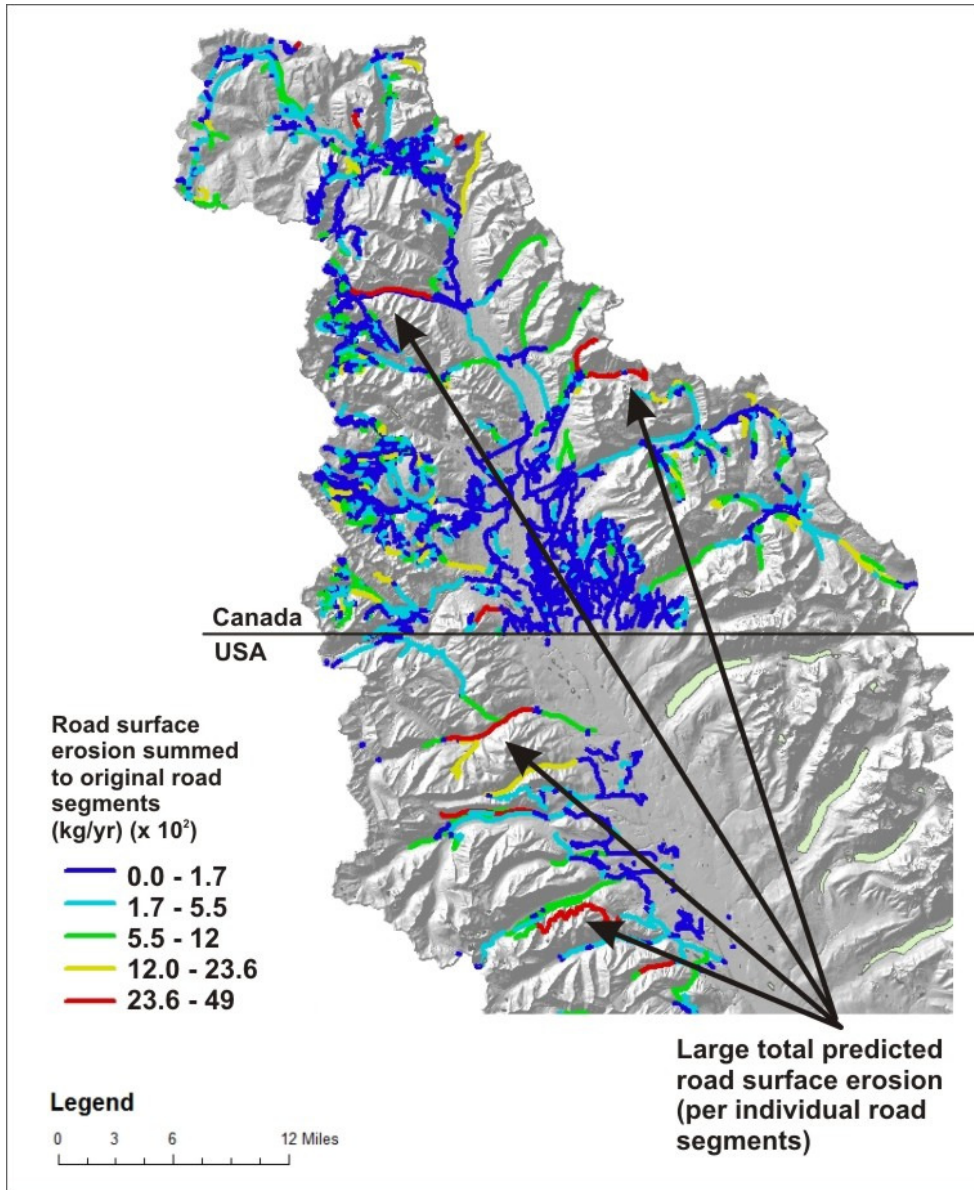 Canada
USA
Road surface
erosion summed
to original road
segments
(kg/yr) (x 10²)
0.0 - 1.7
1.7 - 5.5
5.5 - 12
12.0 - 23.6
23.6 - 49
Large total predicted
road surface erosion
(per individual road
segments)
Legend
0 3 6 12 Miles